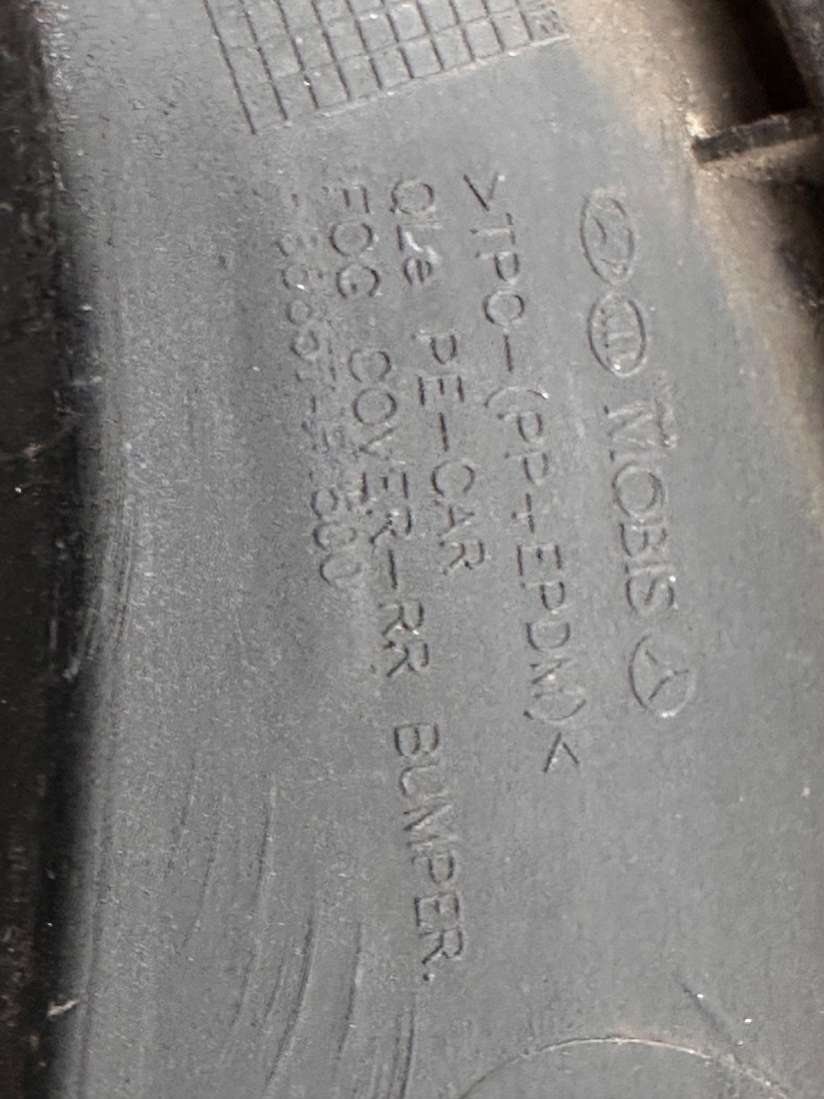 MOBIS
>TPO-(PP+EPDM)<
QLe PE-CAR
FOG COVER-RR BUMPER.